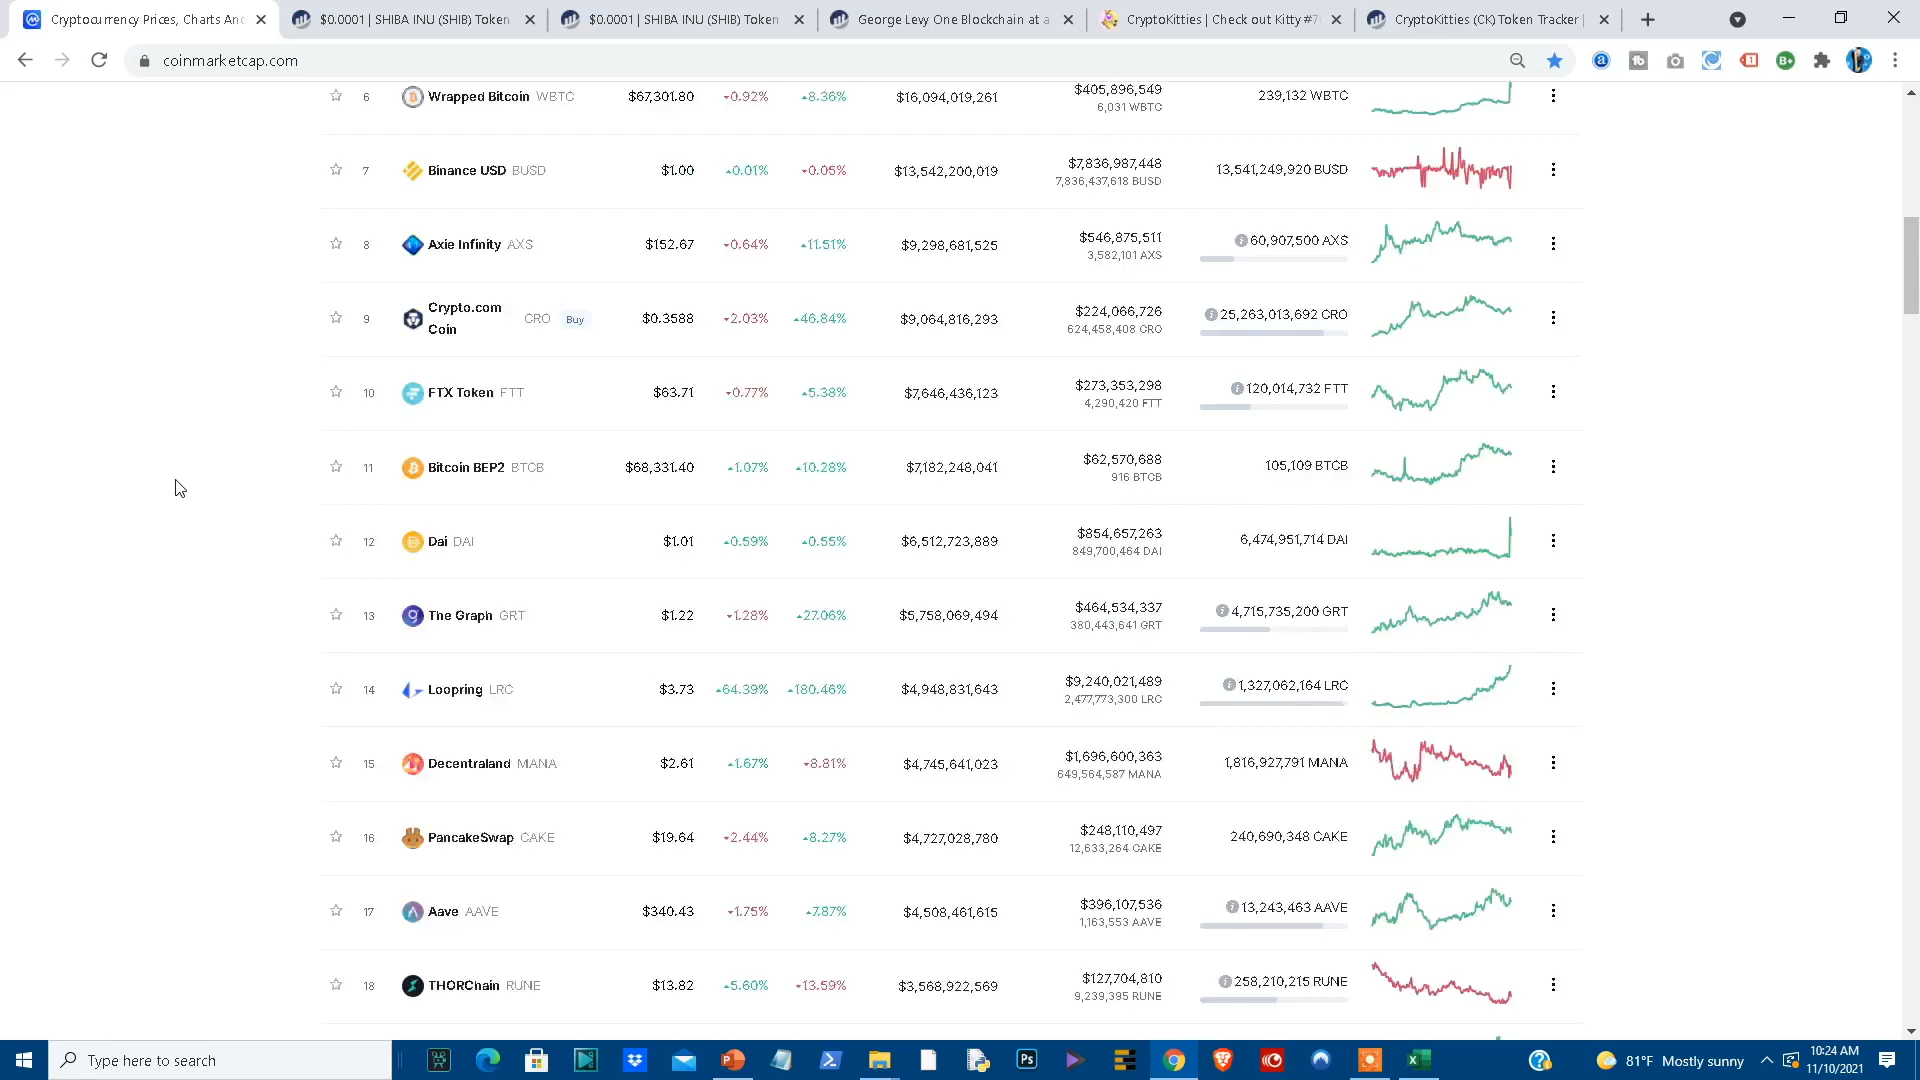 Cryptocurrency Prices, Charts And
$0.0001 | SHIBA INU (SHIB) Token
$0.0001 | SHIBA INU (SHIB) Token
George Levy One Blockchain at a
CryptoKitties | Check out Kitty #7
CryptoKitties (CK) Token Tracker |
coinmarketcap.com
6 Wrapped Bitcoin WBTC $67,301.80 0.92% 8.36% $16,094,019,261 $405,896,549 239,132 WBTC
6,031 WBTC
7 Binance USD BUSD $1.00 0.01% 0.05% $13,542,200,019 $7,836,987,448 13,541,249,920 BUSD
7,836,437,618 BUSD
8 Axie Infinity AXS $152.67 0.64% 11.51% $9,298,681,525 $546,875,511 60,907,500 AXS
3,582,101 AXS
9 Crypto.com Coin CRO Buy $0.3588 2.03% 46.84% $9,064,816,293 $224,066,726 25,263,013,692 CRO
624,458,408 CRO
10 FTX Token FTT $63.71 0.77% 5.38% $7,646,436,123 $273,353,298 120,014,732 FTT
4,290,420 FTT
11 Bitcoin BEP2 BTCB $68,331.40 1.07% 10.28% $7,182,248,041 $62,570,688 105,109 BTCB
916 BTCB
12 Dai DAI $1.01 0.59% 0.55% $6,512,723,889 $854,657,263 6,474,951,714 DAI
849,700,464 DAI
13 The Graph GRT $1.22 1.28% 27.06% $5,758,069,494 $464,534,337 4,715,735,200 GRT
380,443,641 GRT
14 Loopring LRC $3.73 64.39% 180.46% $4,948,831,643 $9,240,021,489 1,327,062,164 LRC
2,477,773,300 LRC
15 Decentraland MANA $2.61 1.67% 8.81% $4,745,641,023 $1,696,600,363 1,816,927,791 MANA
649,564,587 MANA
16 PancakeSwap CAKE $19.64 2.44% 8.27% $4,727,028,780 $248,110,497 240,690,348 CAKE
12,633,264 CAKE
17 Aave AAVE $340.43 1.75% 7.87% $4,508,461,615 $396,107,536 13,243,463 AAVE
1,163,553 AAVE
18 THORChain RUNE $13.82 5.60% 13.59% $3,568,922,569 $127,704,810 258,210,215 RUNE
9,239,395 RUNE
Type here to search
81°F Mostly sunny
10:24 AM
11/10/2021